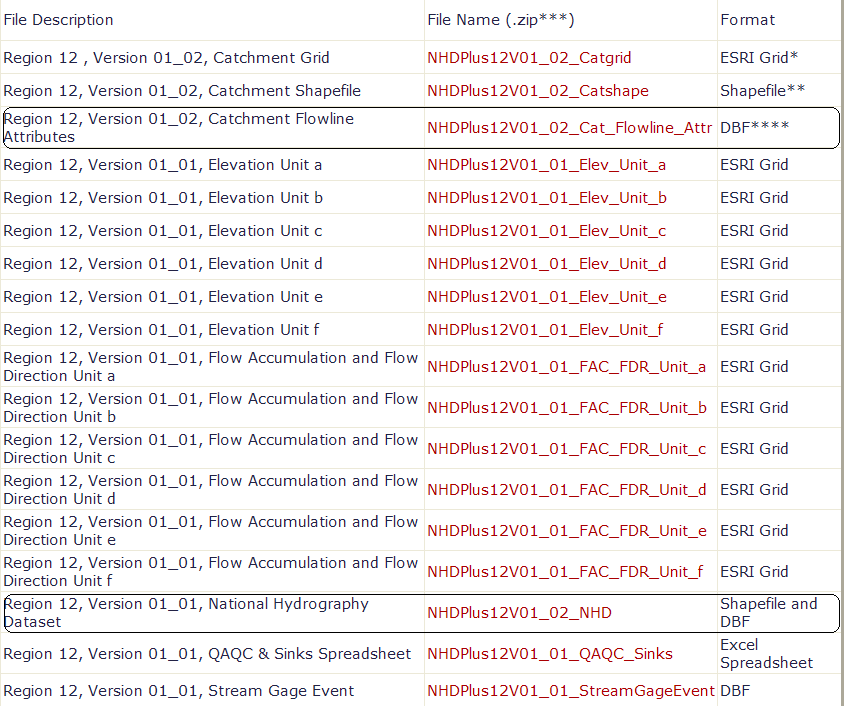 File Description File Name (.zip***) Format
Region 12 , Version 01_02, Catchment Grid NHDPlus12V01_02_Catgrid ESRI Grid*
Region 12, Version 01_02, Catchment Shapefile NHDPlus12V01_02_Catshape Shapefile**
Region 12, Version 01_02, Catchment Flowline
Attributes NHDPlus12V01_02_Cat_Flowline_Attr DBF****
Region 12, Version 01_01, Elevation Unit a NHDPlus12V01_01_Elev_Unit_a ESRI Grid
Region 12, Version 01_01, Elevation Unit b NHDPlus12V01_01_Elev_Unit_b ESRI Grid
Region 12, Version 01_01, Elevation Unit c NHDPlus12V01_01_Elev_Unit_c ESRI Grid
Region 12, Version 01_01, Elevation Unit d NHDPlus12V01_01_Elev_Unit_d ESRI Grid
Region 12, Version 01_01, Elevation Unit e NHDPlus12V01_01_Elev_Unit_e ESRI Grid
Region 12, Version 01_01, Elevation Unit f NHDPlus12V01_01_Elev_Unit_f ESRI Grid
Region 12, Version 01_01, Flow Accumulation and Flow
Direction Unit a NHDPlus12V01_01_FAC_FDR_Unit_a ESRI Grid
Region 12, Version 01_01, Flow Accumulation and Flow
Direction Unit b NHDPlus12V01_01_FAC_FDR_Unit_b ESRI Grid
Region 12, Version 01_01, Flow Accumulation and Flow
Direction Unit c NHDPlus12V01_01_FAC_FDR_Unit_c ESRI Grid
Region 12, Version 01_01, Flow Accumulation and Flow
Direction Unit d NHDPlus12V01_01_FAC_FDR_Unit_d ESRI Grid
Region 12, Version 01_01, Flow Accumulation and Flow
Direction Unit e NHDPlus12V01_01_FAC_FDR_Unit_e ESRI Grid
Region 12, Version 01_01, Flow Accumulation and Flow
Direction Unit f NHDPlus12V01_01_FAC_FDR_Unit_f ESRI Grid
Region 12, Version 01_01, National Hydrography
Dataset NHDPlus12V01_02_NHD Shapefile and
DBF
Region 12, Version 01_01, QAQC & Sinks Spreadsheet NHDPlus12V01_01_QAQC_Sinks Excel
Spreadsheet
Region 12, Version 01_01, Stream Gage Event NHDPlus12V01_01_StreamGageEvent DBF